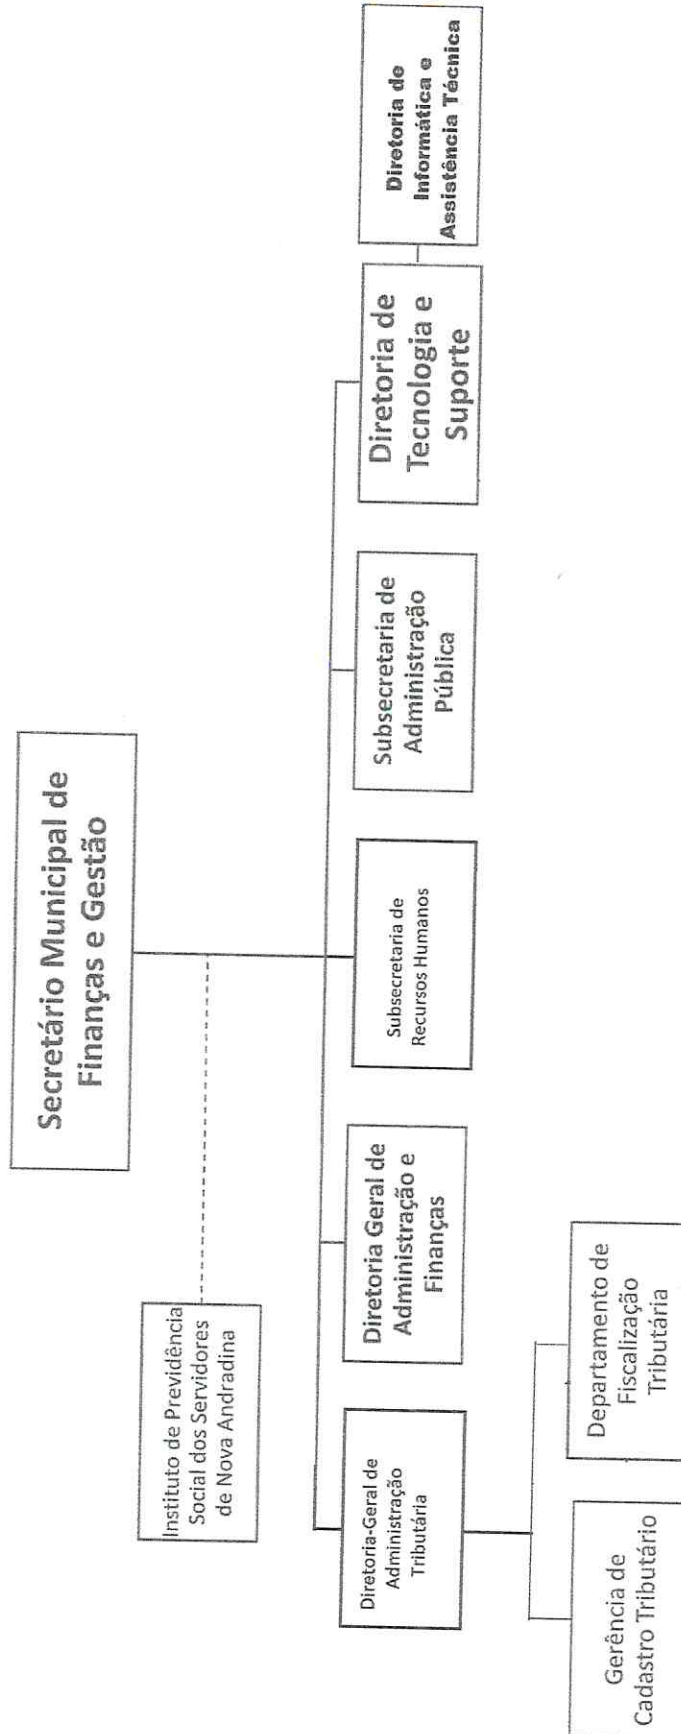 Secretário Municipal de
Finanças e Gestão
Instituto de Previdência
Social dos Servidores
de Nova Andradina
Diretoria-Geral de
Administração
Tributária
Diretoria Geral de
Administração e
Finanças
Subsecretaria de
Recursos Humanos
Subsecretaria de
Administração
Pública
Diretoria de
Tecnologia e
Suporte
Diretoria de
Informática e
Assistência Técnica
Gerência de
Cadastro Tributário
Departamento de
Fiscalização
Tributária